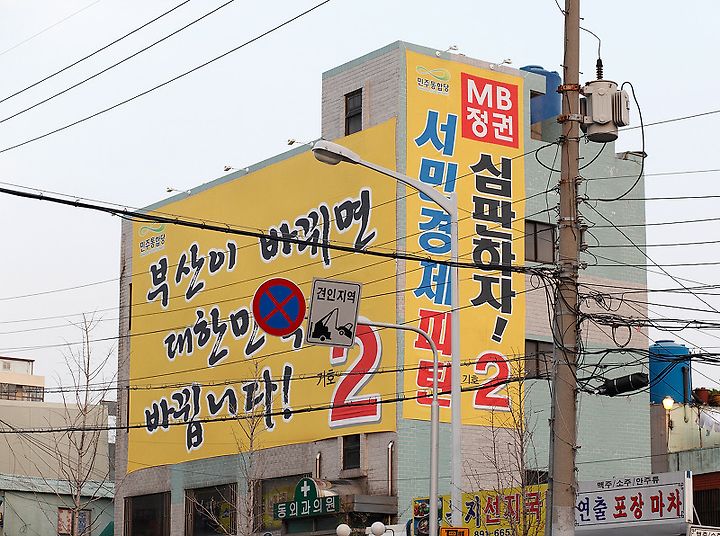 민주통합당
부산이 바뀌면
대한민국
바뀝니다!
기호 2
민주통합당
MB
정권
심판하자!
서민경제파탄
기호 2
견인지역
동외과의원
선지국
891-6657
맥주/소주/안주류
연출 포장 마차